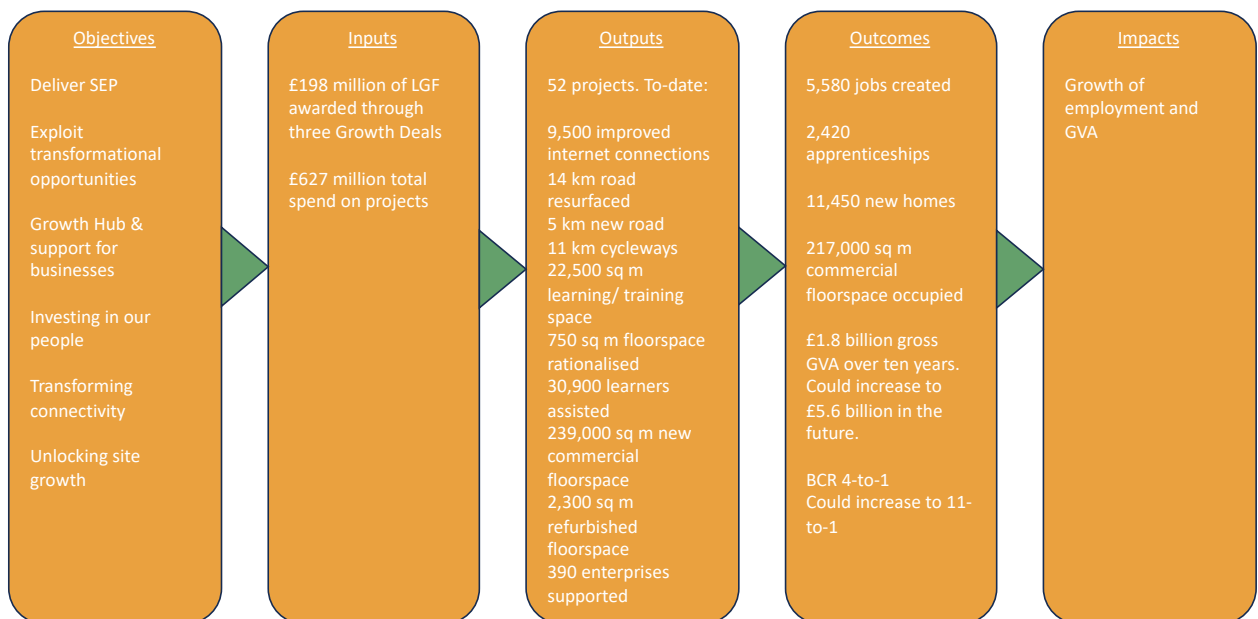 Objectives
Deliver SEP
Exploit
transformational
opportunities
Growth Hub &
support for
businesses
Investing in our
people
Transforming
connectivity
Unlocking site
growth
Inputs
£198 million of LGF
awarded through
three Growth Deals
£627 million total
spend on projects
Outputs
52 projects. To-date:
9,500 improved
internet connections
14 km road
resurfaced
5 km new road
11 km cycleways
22,500 sq m
learning/ training
space
750 sq m floorspace
rationalised
30,900 learners
assisted
239,000 sq m new
commercial
floorspace
2,300 sq m
refurbished
floorspace
390 enterprises
supported
Outcomes
5,580 jobs created
2,420
apprenticeships
11,450 new homes
217,000 sq m
commercial
floorspace occupied
£1.8 billion gross
GVA over ten years.
Could increase to
£5.6 billion in the
future.
BCR 4-to-1
Could increase to 11-
to-1
Impacts
Growth of
employment and
GVA